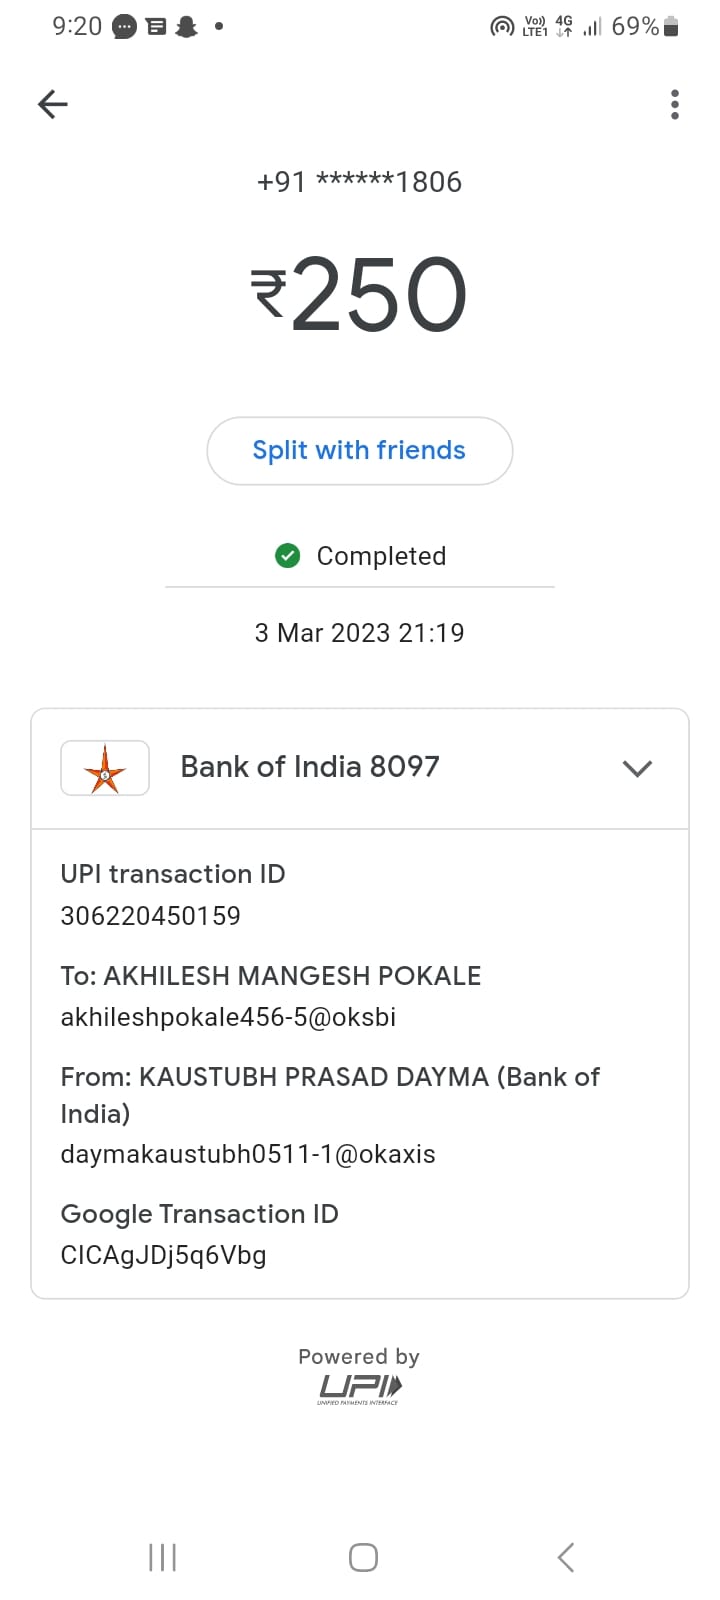 9:20
Vo)) 4G
LTE1
69%
+91 ******1806
₹250
Split with friends
Completed
3 Mar 2023 21:19
Bank of India 8097
UPI transaction ID
306220450159
To: AKHILESH MANGESH POKALE
akhileshpokale456-5@oksbi
From: KAUSTUBH PRASAD DAYMA (Bank of
India)
daymakaustubh0511-1@okaxis
Google Transaction ID
CICAgJDj5q6Vbg
Powered by
UPI
UNIFIED PAYMENTS INTERFACE